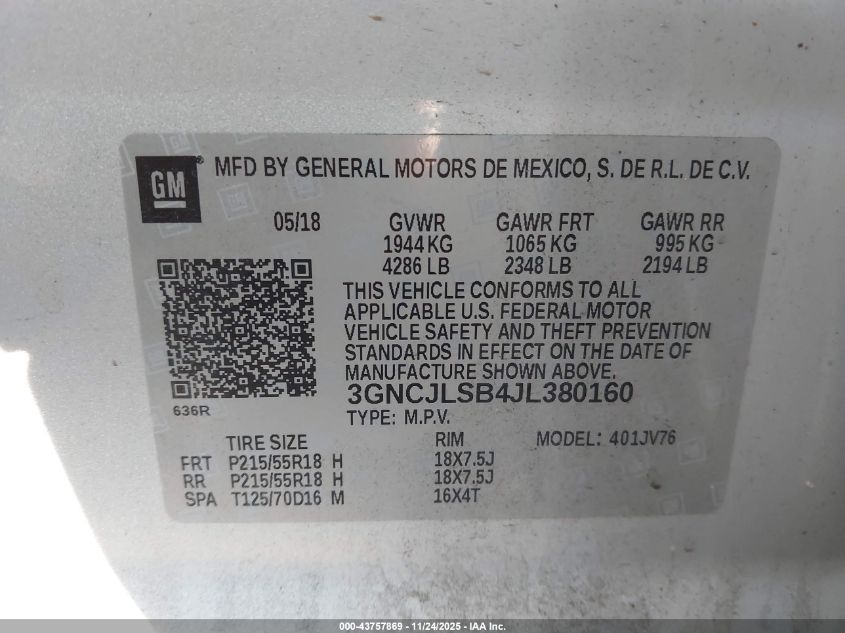 GM ® MFD BY GENERAL MOTORS DE MEXICO, S. DE R.L. DE C.V.
05/18 GVWR GAWR FRT GAWR RR
1944 KG 1065 KG 995 KG
4286 LB 2348 LB 2194 LB
THIS VEHICLE CONFORMS TO ALL
APPLICABLE U.S. FEDERAL MOTOR
VEHICLE SAFETY AND THEFT PREVENTION
STANDARDS IN EFFECT ON THE DATE OF
MANUFACTURE SHOWN ABOVE.
3GNCJLSB4JL380160
636R
TYPE: M.P.V.
TIRE SIZE RIM MODEL: 401JV76
FRT P215/55R18 H 18X7.5J
RR P215/55R18 H 18X7.5J
SPA T125/70D16 M 16X4T
000-43757869 - 11/24/2025 - IAA Inc.